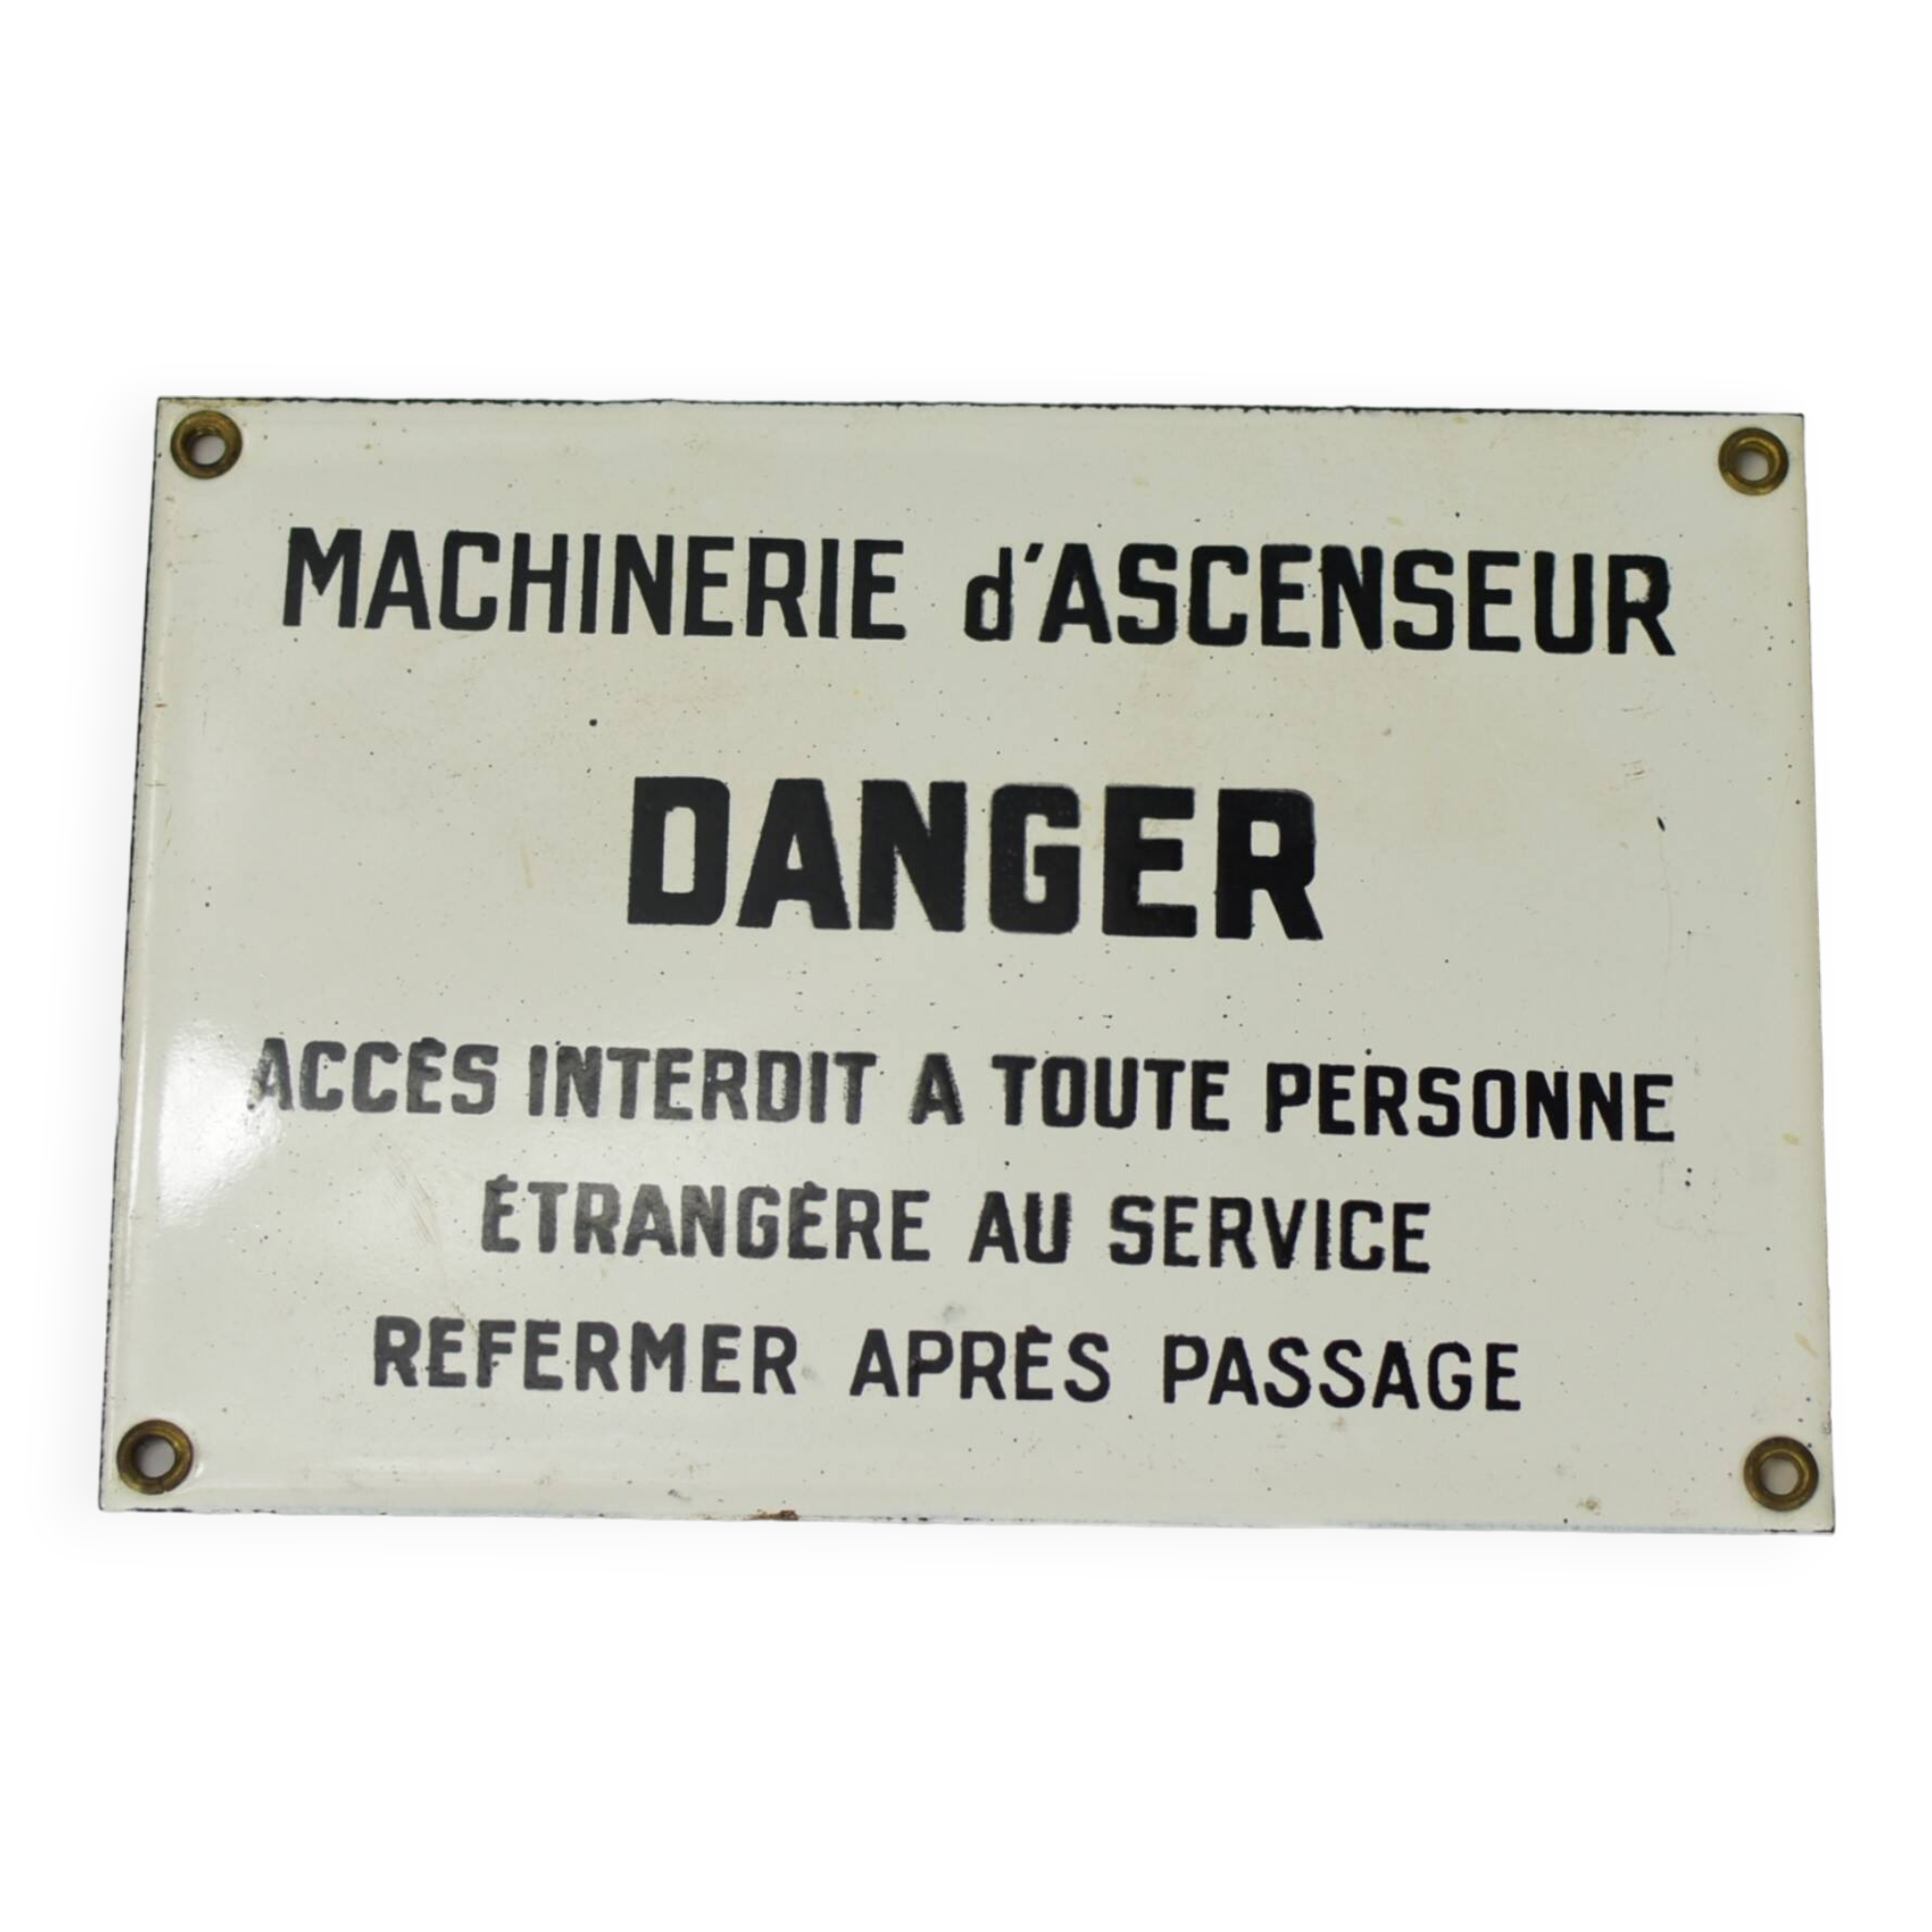 MACHINERIE d'ASCENSEUR
DANGER
ACCÈS INTERDIT A TOUTE PERSONNE
ÉTRANGÈRE AU SERVICE
REFERMER APRÈS PASSAGE